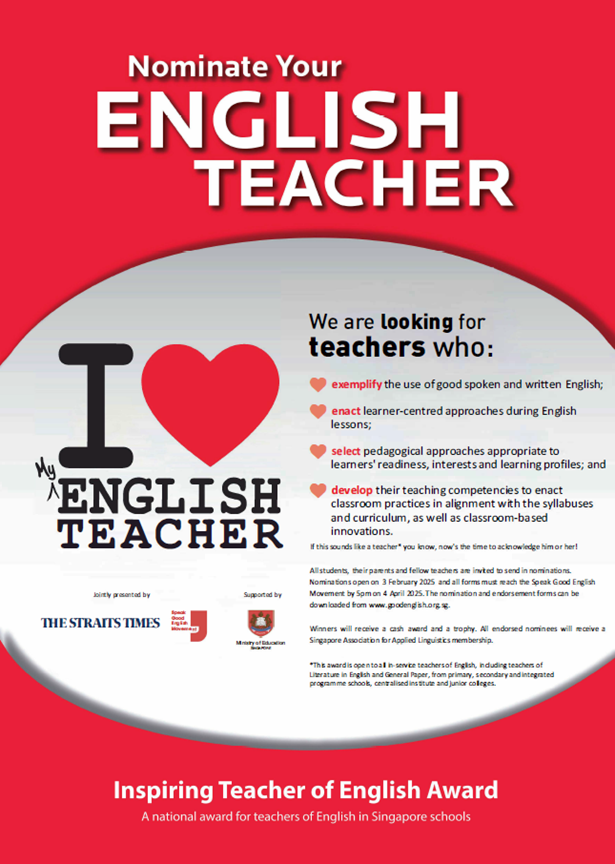 Nominate Your
ENGLISH
TEACHER
We are looking for
teachers who:
exemplify the use of good spoken and written English;
enact learner-centred approaches during English
lessons;
select pedagogical approaches appropriate to
learners' readiness, interests and learning profiles; and
develop their teaching competencies to enact
classroom practices in alignment with the syllabuses
and curriculum, as well as classroom-based
innovations.
If this sounds like a teacher* you know, now's the time to acknowledge him or her!
All students, their parents and fellow teachers are invited to send in nominations.
Nominations open on 3 February 2025 and all forms must reach the Speak Good English
Movement by 5pm on 4 April 2025. The nomination and endorsement forms can be
downloaded from www.goodenglish.org.sg.
Winners will receive a cash award and a trophy. All endorsed nominees will receive a
Singapore Association for Applied Linguistics membership.
*This award is open to all in-service teachers of English, including teachers of
Literature in English and General Paper, from primary, secondary and integrated
programme schools, centralised institute and junior colleges.
I
My
ENGLISH
TEACHER
Jointly presented by
THE STRAITS TIMES
Speak
Good
English
Movement
Supported by
Ministry of Education
SINGAPORE
Inspiring Teacher of English Award
A national award for teachers of English in Singapore schools